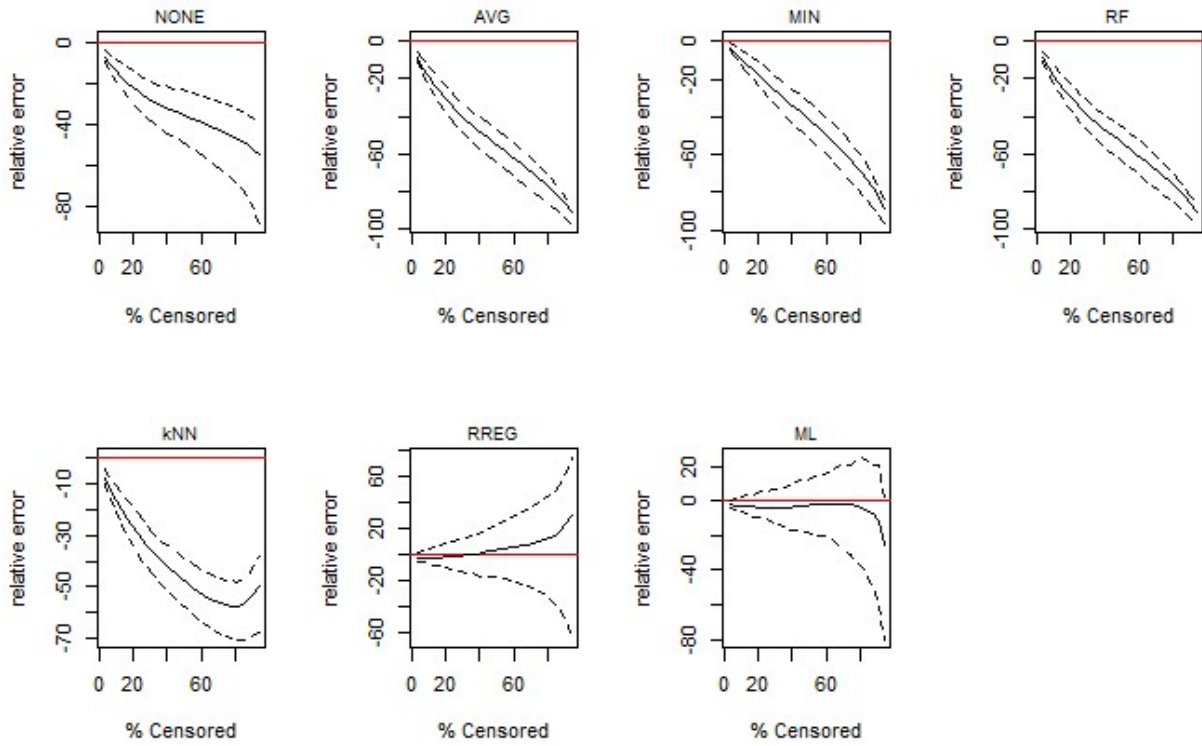 NONE
relative error
0
-40
-80
0 20 60
% Censored
AVG
relative error
0
-20
-60
-100
0 20 60
% Censored
MIN
relative error
0
-20
-60
-100
0 20 60
% Censored
RF
relative error
0
-20
-60
-100
0 20 60
% Censored
kNN
relative error
-10
-30
-50
-70
0 20 60
% Censored
RREG
relative error
60
20
-20
-60
0 20 60
% Censored
ML
relative error
20
0
-40
-80
0 20 60
% Censored